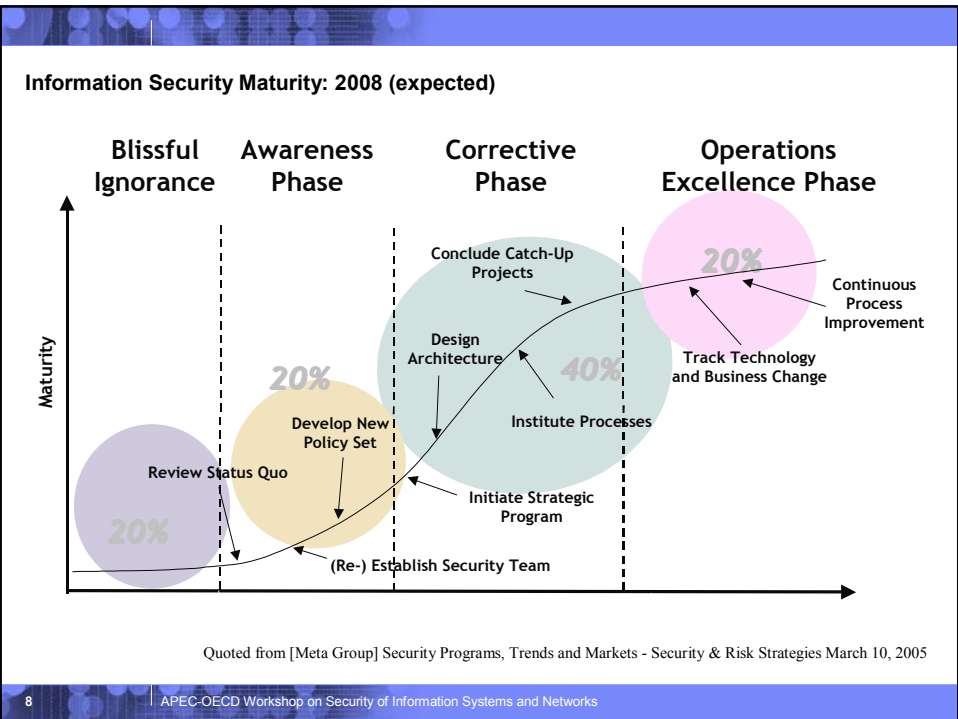 Information Security Maturity: 2008 (expected)
Blissful
Ignorance
Awareness
Phase
Corrective
Phase
Operations
Excellence Phase
Maturity
Conclude Catch-Up
Projects
20%
Continuous
Process
Improvement
Design
Architecture
40%
Track Technology
and Business Change
20%
Develop New
Policy Set
Institute Processes
Review Status Quo
Initiate Strategic
Program
20%
(Re-) Establish Security Team
Quoted from [Meta Group] Security Programs, Trends and Markets - Security & Risk Strategies March 10, 2005
8 APEC-OECD Workshop on Security of Information Systems and Networks